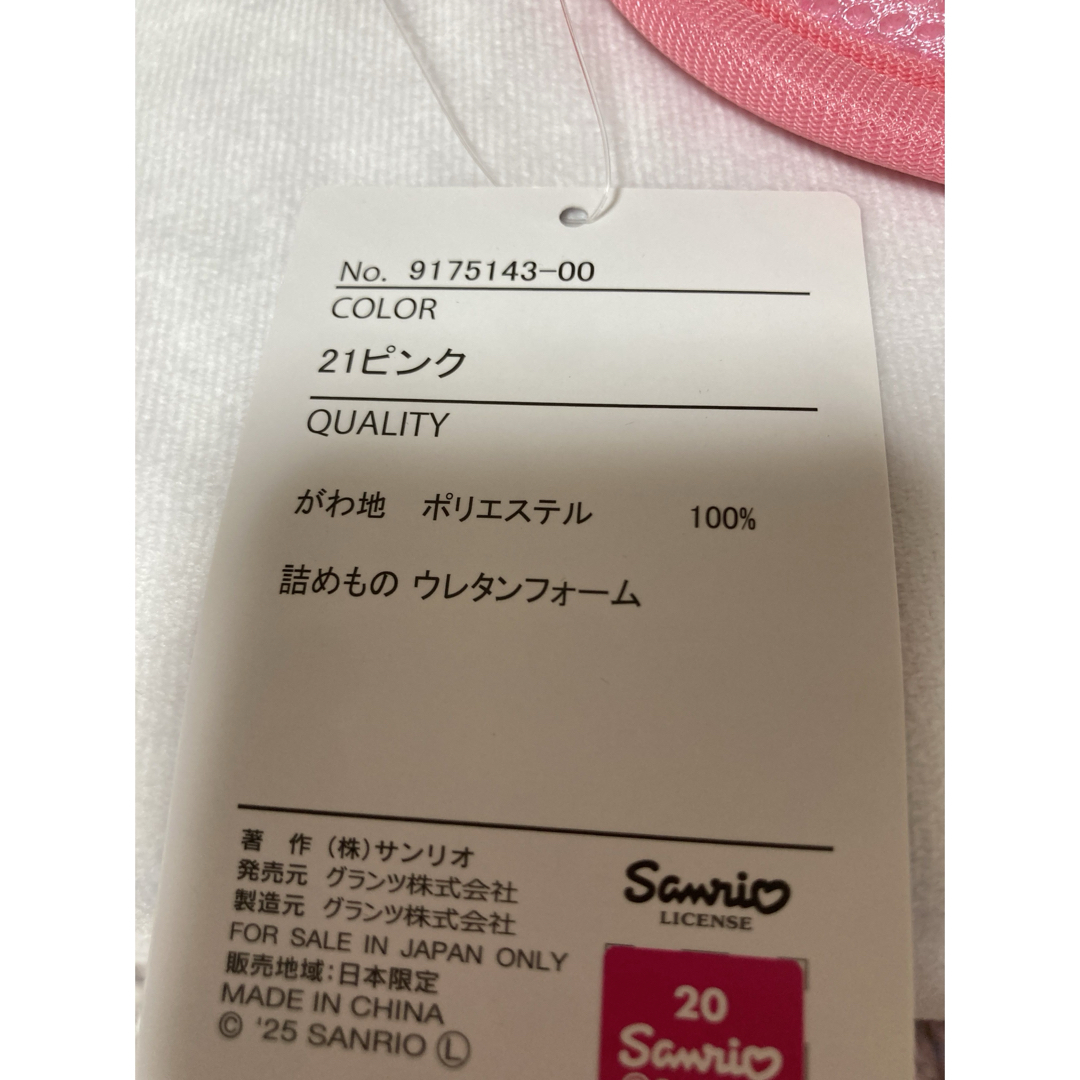 No. 9175143-00
COLOR
21ピンク
QUALITY
がわ地 ポリエステル 100%
詰めもの ウレタンフォーム
著 作 (株)サンリオ
発売元 グランツ株式会社
製造元 グランツ株式会社
FOR SALE IN JAPAN ONLY
販売地域:日本限定
MADE IN CHINA
© '25 SANRIO Ⓛ
Sanrio
LICENSE
20
Sanrio